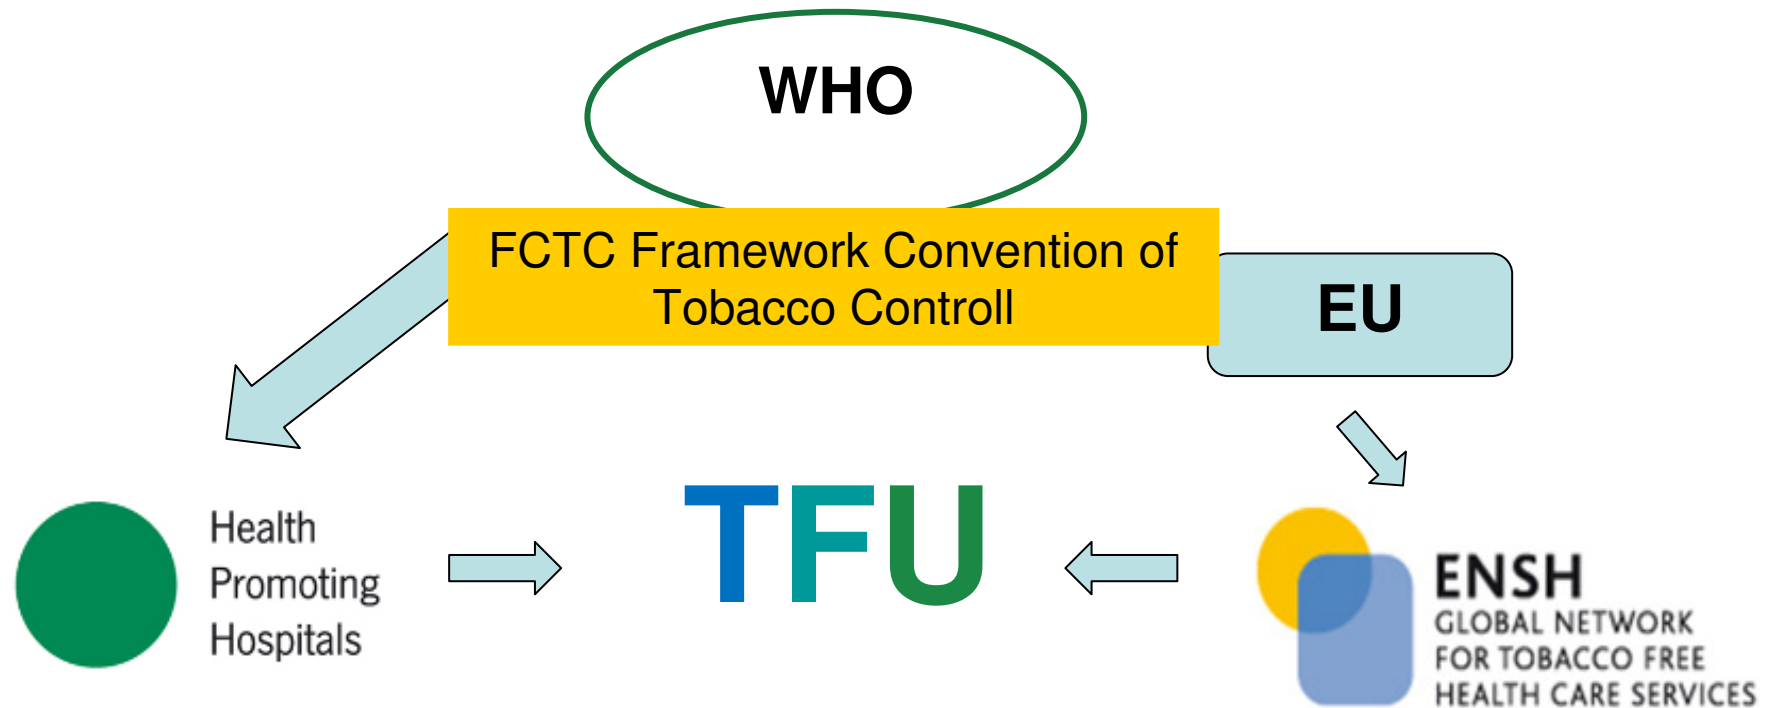 WHO
FCTC Framework Convention of
Tobacco Controll
EU
Health
Promoting
Hospitals
TFU
ENSH
GLOBAL NETWORK
FOR TOBACCO FREE
HEALTH CARE SERVICES